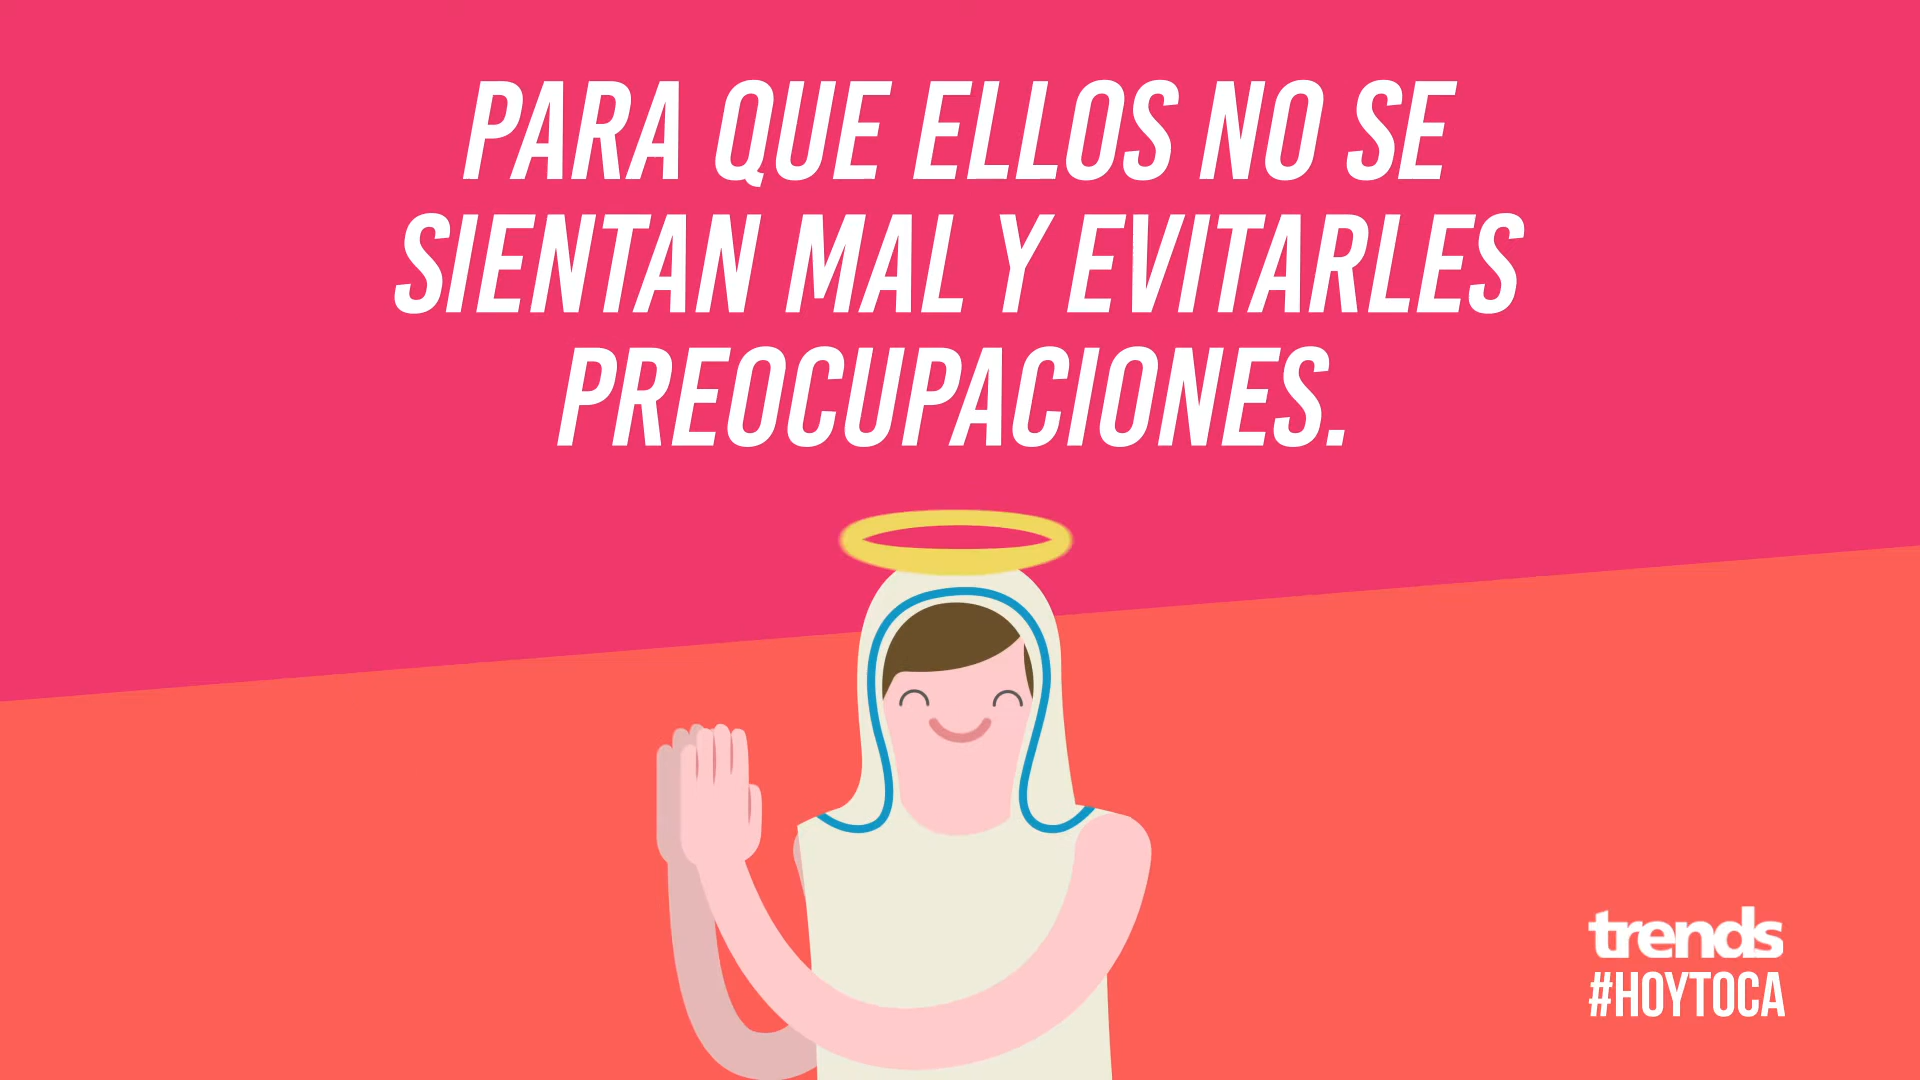 PARA QUE ELLOS NO SE
SIENTAN MAL Y EVITARLES
PREOCUPACIONES.
trends
#HOYTOCA